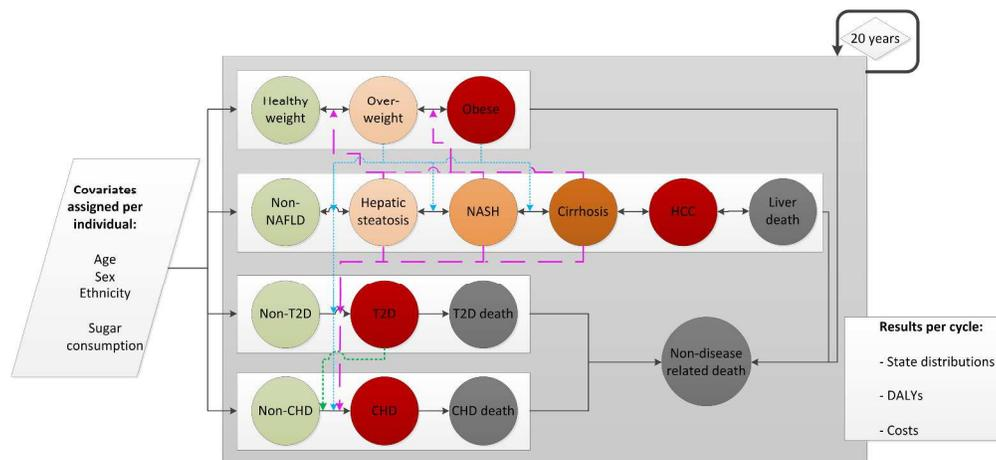 20 years
Healthy
weight
Over-
weight
Obese
Covariates
assigned per
individual:
Age
Sex
Ethnicity
Sugar
consumption
Non-
NAFLD
Hepatic
steatosis
NASH
Cirrhosis
HCC
Liver
death
Non-T2D
T2D
T2D death
Non-disease
related death
Results per cycle:
- State distributions
- DALYs
- Costs
Non-CHD
CHD
CHD death